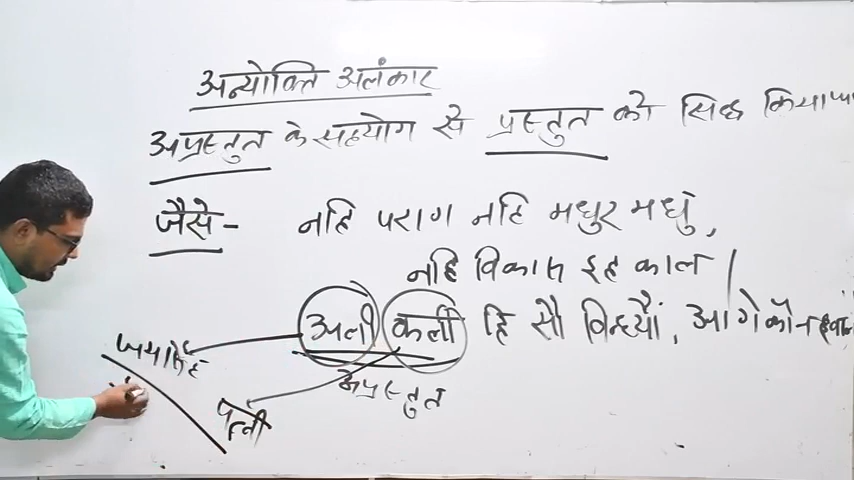 अन्योक्ति अलंकार
अप्रस्तुत के सहयोग से प्रस्तुत को सिद्ध किया
जैसे- नहि पराग नहि मधुर मधुं,
नहि विकास इह काल |
अली कली हि सौ विन्ध्यौं, आगे कौन
जयसिंह
अप्रस्तुत
पत्नी